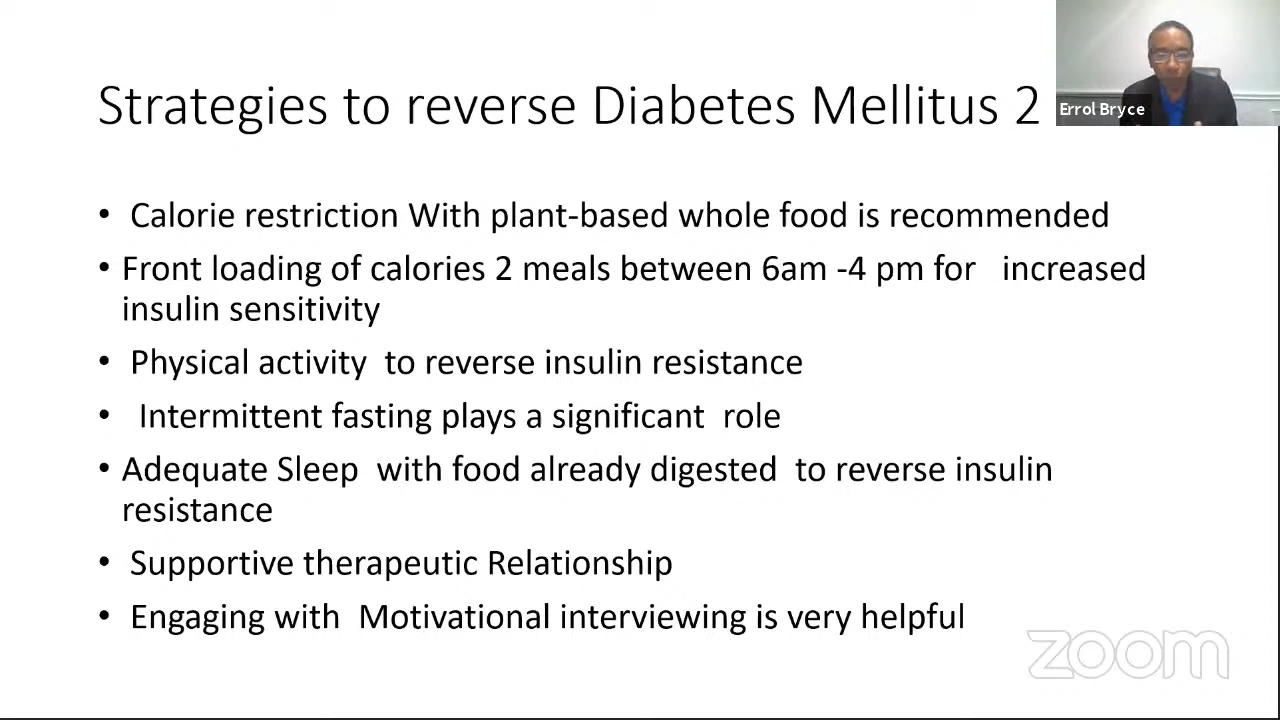 Strategies to reverse Diabetes Mellitus 2
Errol Bryce
• Calorie restriction With plant-based whole food is recommended
• Front loading of calories 2 meals between 6am -4 pm for increased
insulin sensitivity
• Physical activity to reverse insulin resistance
• Intermittent fasting plays a significant role
• Adequate Sleep with food already digested to reverse insulin
resistance
• Supportive therapeutic Relationship
• Engaging with Motivational interviewing is very helpful
zoom